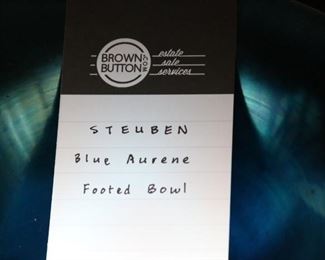 BROWN
BUTTON
.COM
estate
sale
services
STEUBEN
Blue Aurene
Footed Bowl